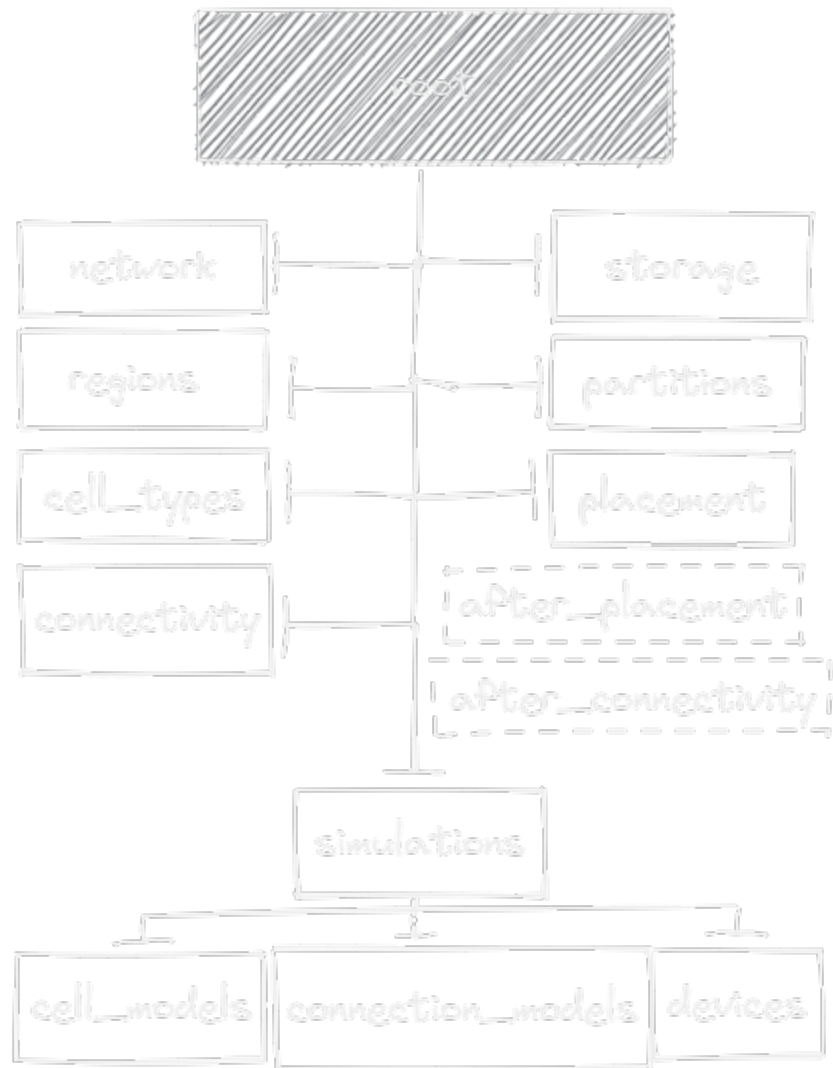 root
network
storage
regions
partitions
cell_types
placement
connectivity
after_placement
after_connectivity
simulations
cell_models
connection_models
devices